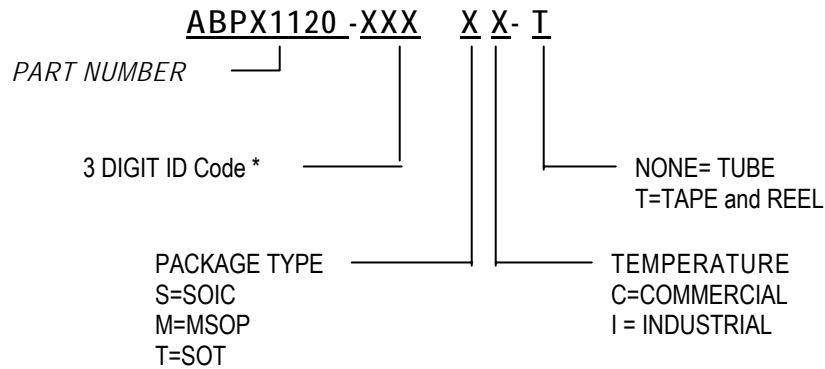 ABPX1120 -XXX X X- T
PART NUMBER
3 DIGIT ID Code *
NONE= TUBE
T=TAPE and REEL
PACKAGE TYPE
S=SOIC
M=MSOP
T=SOT
TEMPERATURE
C=COMMERCIAL
I = INDUSTRIAL